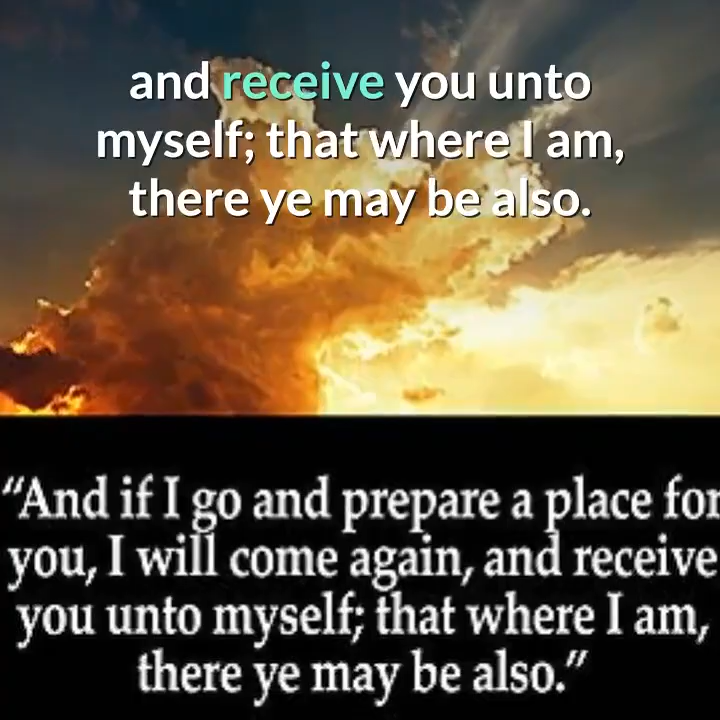 and receive you unto
myself; that where I am,
there ye may be also.
“And if I go and prepare a place for
you, I will come again, and receive
you unto myself; that where I am,
there ye may be also.”